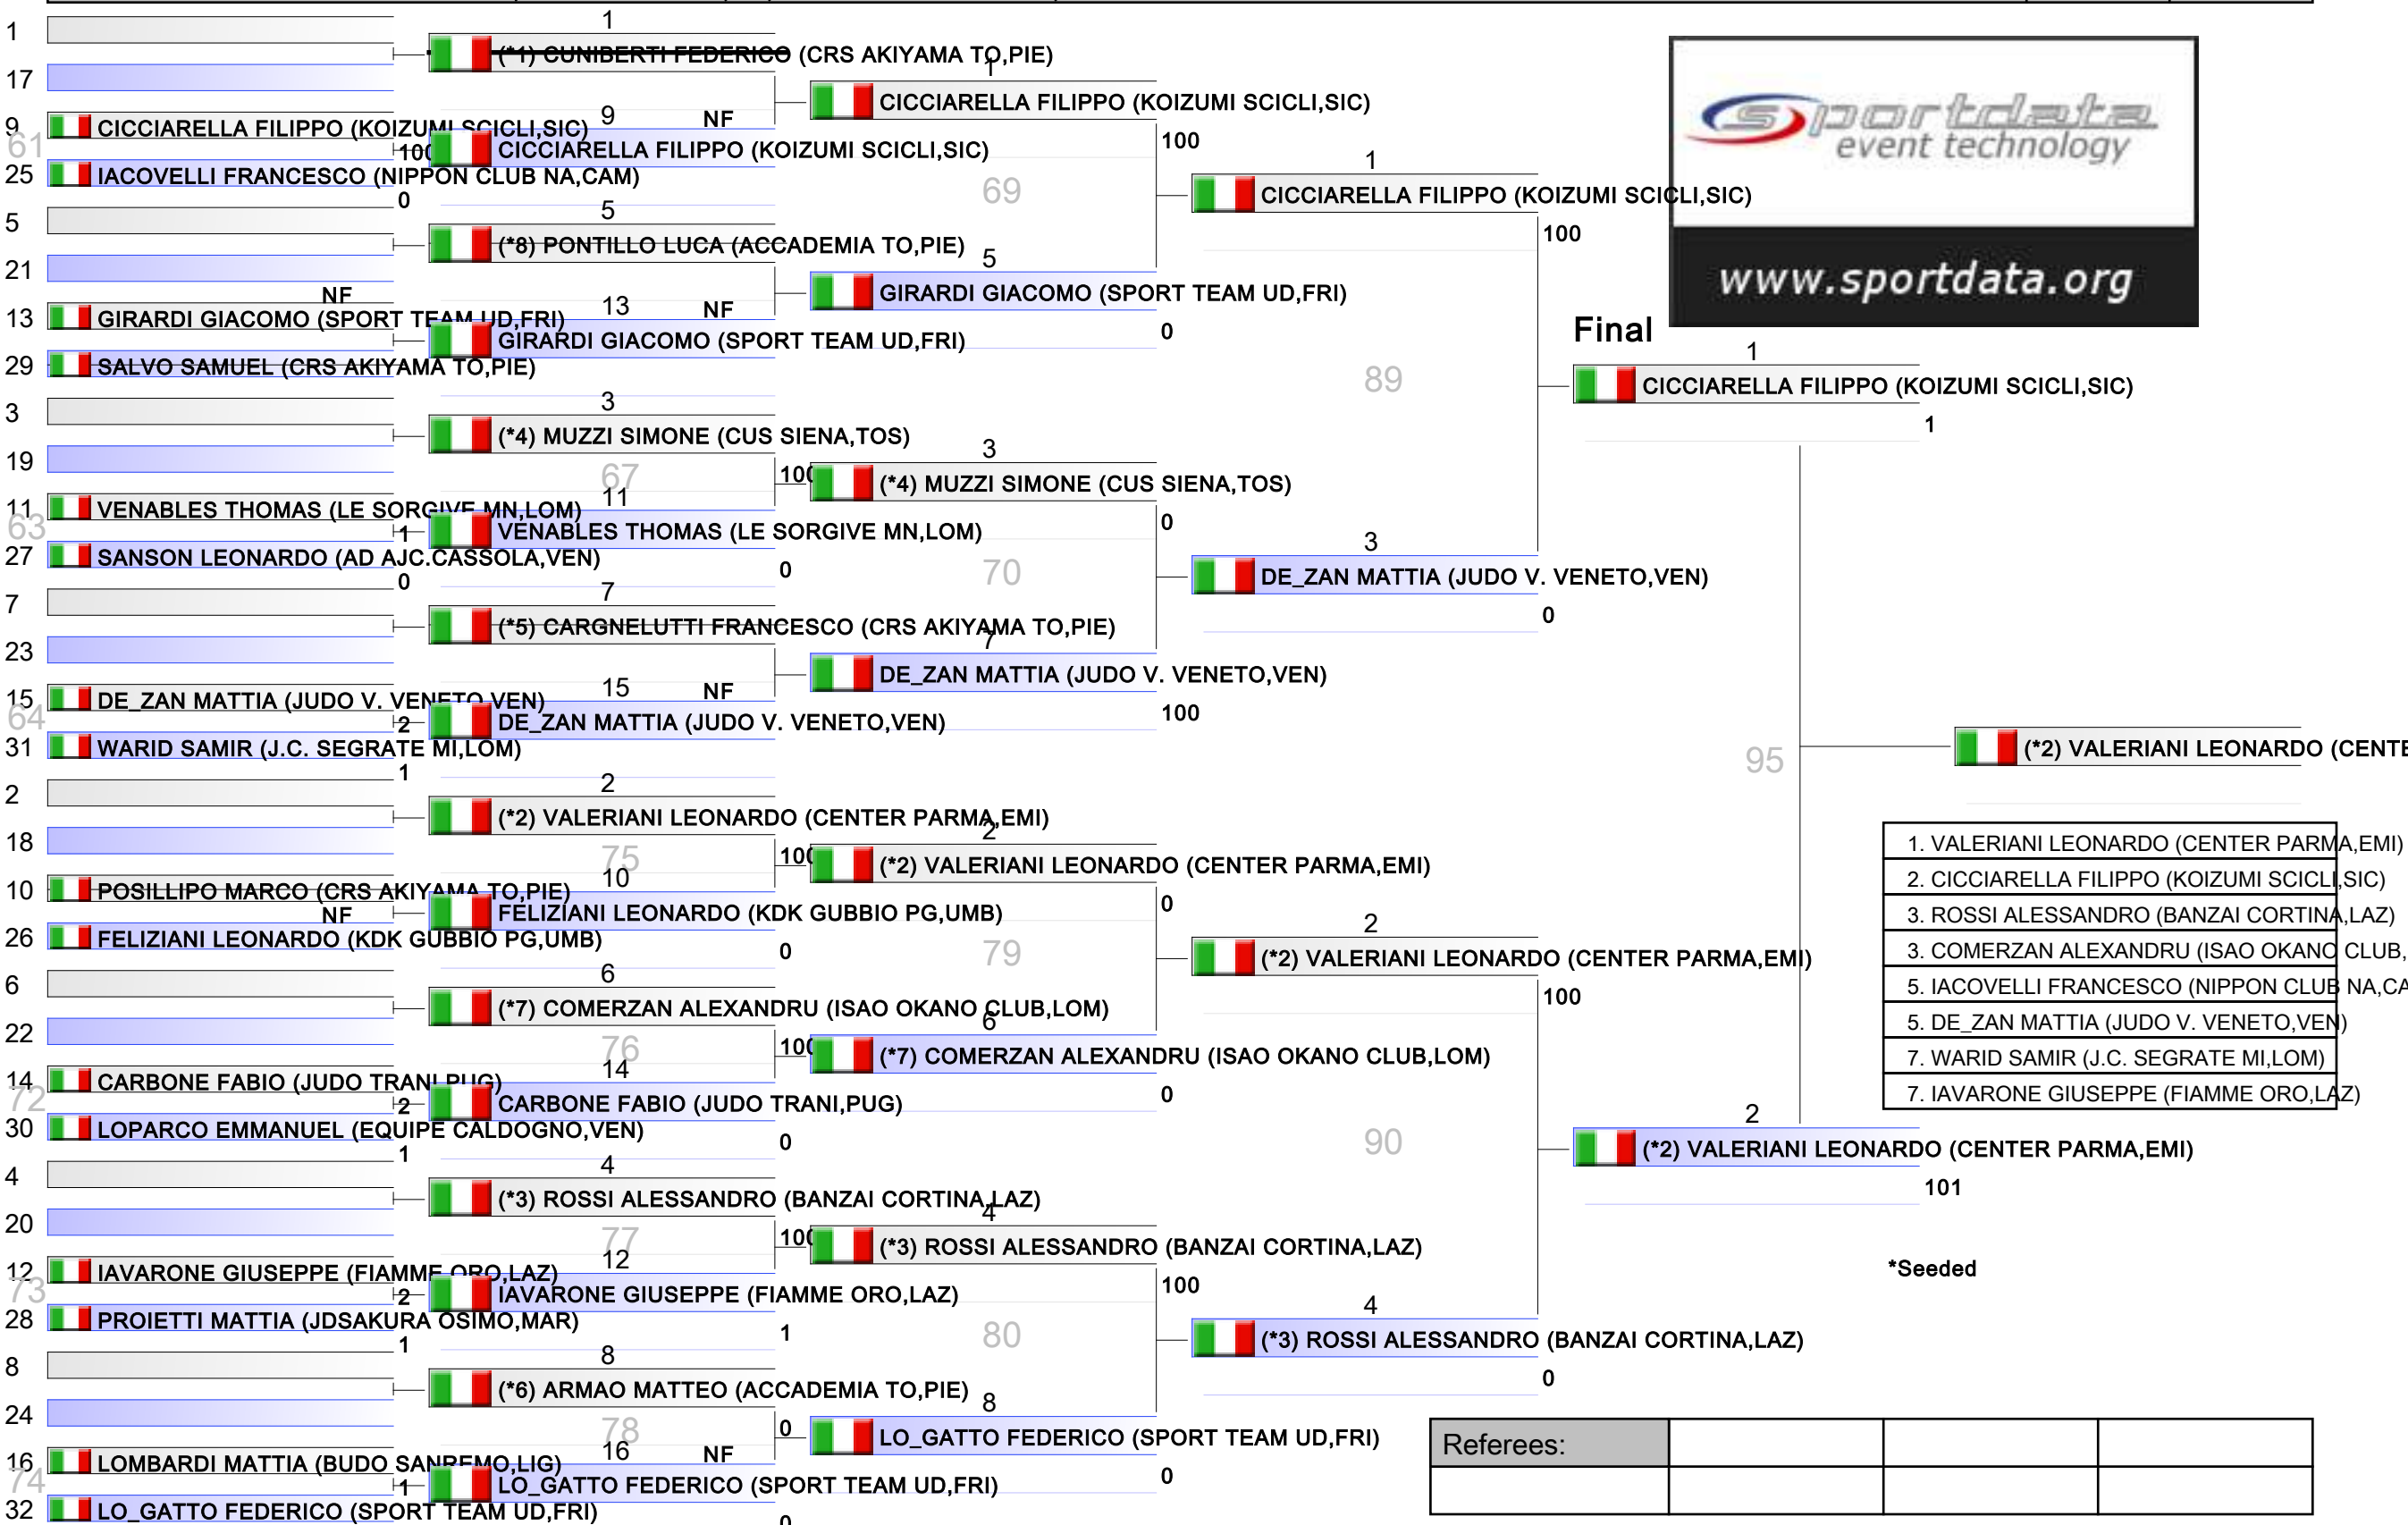 1
17
9 CICCIARELLA FILIPPO (KOIZUMI SCICLI,SIC)
61
100
25 IACOVELLI FRANCESCO (NIPPON CLUB NA,CAM)
0
5
21
NF
13 GIRARDI GIACOMO (SPORT TEAM UD,FRI)
29 SALVO SAMUEL (CRS AKIYAMA TO,PIE)
3
19
11 VENABLES THOMAS (LE SORGIVE MN,LOM)
63
1
27 SANSON LEONARDO (AD AJC.CASSOLA,VEN)
0
7
23
15 DE_ZAN MATTIA (JUDO V. VENETO,VEN)
64
2
31 WARID SAMIR (J.C. SEGRATE MI,LOM)
1
2
18
10 POSILLIPO MARCO (CRS AKIYAMA TO,PIE)
NF
26 FELIZIANI LEONARDO (KDK GUBBIO PG,UMB)
6
22
14 CARBONE FABIO (JUDO TRANI,PUG)
72
2
30 LOPARCO EMMANUEL (EQUIPE CALDOGNO,VEN)
1
4
20
12 IAVARONE GIUSEPPE (FIAMME ORO,LAZ)
73
2
28 PROIETTI MATTIA (JDSAKURA OSIMO,MAR)
1
8
24
16 LOMBARDI MATTIA (BUDO SANREMO,LIG)
74
1
32 LO_GATTO FEDERICO (SPORT TEAM UD,FRI)
1
(*1) CUNIBERTI FEDERICO (CRS AKIYAMA TO,PIE)
9 NF
CICCIARELLA FILIPPO (KOIZUMI SCICLI,SIC)
5
(*8) PONTILLO LUCA (ACCADEMIA TO,PIE)
13 NF
GIRARDI GIACOMO (SPORT TEAM UD,FRI)
3
(*4) MUZZI SIMONE (CUS SIENA,TOS)
67
100
11
VENABLES THOMAS (LE SORGIVE MN,LOM)
0
7
(*5) CARGNELUTTI FRANCESCO (CRS AKIYAMA TO,PIE)
15 NF
DE_ZAN MATTIA (JUDO V. VENETO,VEN)
2
(*2) VALERIANI LEONARDO (CENTER PARMA,EMI)
75
100
10
FELIZIANI LEONARDO (KDK GUBBIO PG,UMB)
0
6
(*7) COMERZAN ALEXANDRU (ISAO OKANO CLUB,LOM)
76
100
14
CARBONE FABIO (JUDO TRANI,PUG)
0
4
(*3) ROSSI ALESSANDRO (BANZAI CORTINA,LAZ)
77
100
12
IAVARONE GIUSEPPE (FIAMME ORO,LAZ)
1
8
(*6) ARMAO MATTEO (ACCADEMIA TO,PIE)
78
0
16 NF
LO_GATTO FEDERICO (SPORT TEAM UD,FRI)
0
1
CICCIARELLA FILIPPO (KOIZUMI SCICLI,SIC)
100
69
5
GIRARDI GIACOMO (SPORT TEAM UD,FRI)
0
3
(*4) MUZZI SIMONE (CUS SIENA,TOS)
0
70
7
DE_ZAN MATTIA (JUDO V. VENETO,VEN)
100
2
(*2) VALERIANI LEONARDO (CENTER PARMA,EMI)
0
79
6
(*7) COMERZAN ALEXANDRU (ISAO OKANO CLUB,LOM)
0
4
(*3) ROSSI ALESSANDRO (BANZAI CORTINA,LAZ)
100
80
8
LO_GATTO FEDERICO (SPORT TEAM UD,FRI)
0
1
CICCIARELLA FILIPPO (KOIZUMI SCICLI,SIC)
100
89
3
DE_ZAN MATTIA (JUDO V. VENETO,VEN)
0
2
(*2) VALERIANI LEONARDO (CENTER PARMA,EMI)
100
90
4
(*3) ROSSI ALESSANDRO (BANZAI CORTINA,LAZ)
0
sportdata
event technology
www.sportdata.org
Final
1
CICCIARELLA FILIPPO (KOIZUMI SCICLI,SIC)
1
95
2
(*2) VALERIANI LEONARDO (CENTER PARMA,EMI)
101
(*2) VALERIANI LEONARDO (CENTE
1. VALERIANI LEONARDO (CENTER PARMA,EMI)
2. CICCIARELLA FILIPPO (KOIZUMI SCICLI,SIC)
3. ROSSI ALESSANDRO (BANZAI CORTINA,LAZ)
3. COMERZAN ALEXANDRU (ISAO OKANO CLUB,
5. IACOVELLI FRANCESCO (NIPPON CLUB NA,CA
5. DE_ZAN MATTIA (JUDO V. VENETO,VEN)
7. WARID SAMIR (J.C. SEGRATE MI,LOM)
7. IAVARONE GIUSEPPE (FIAMME ORO,LAZ)
*Seeded
Referees: